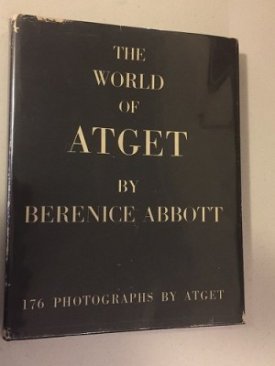 THE
WORLD
OF
ATGET
BY
BERENICE ABBOTT
176 PHOTOGRAPHS BY ATGET